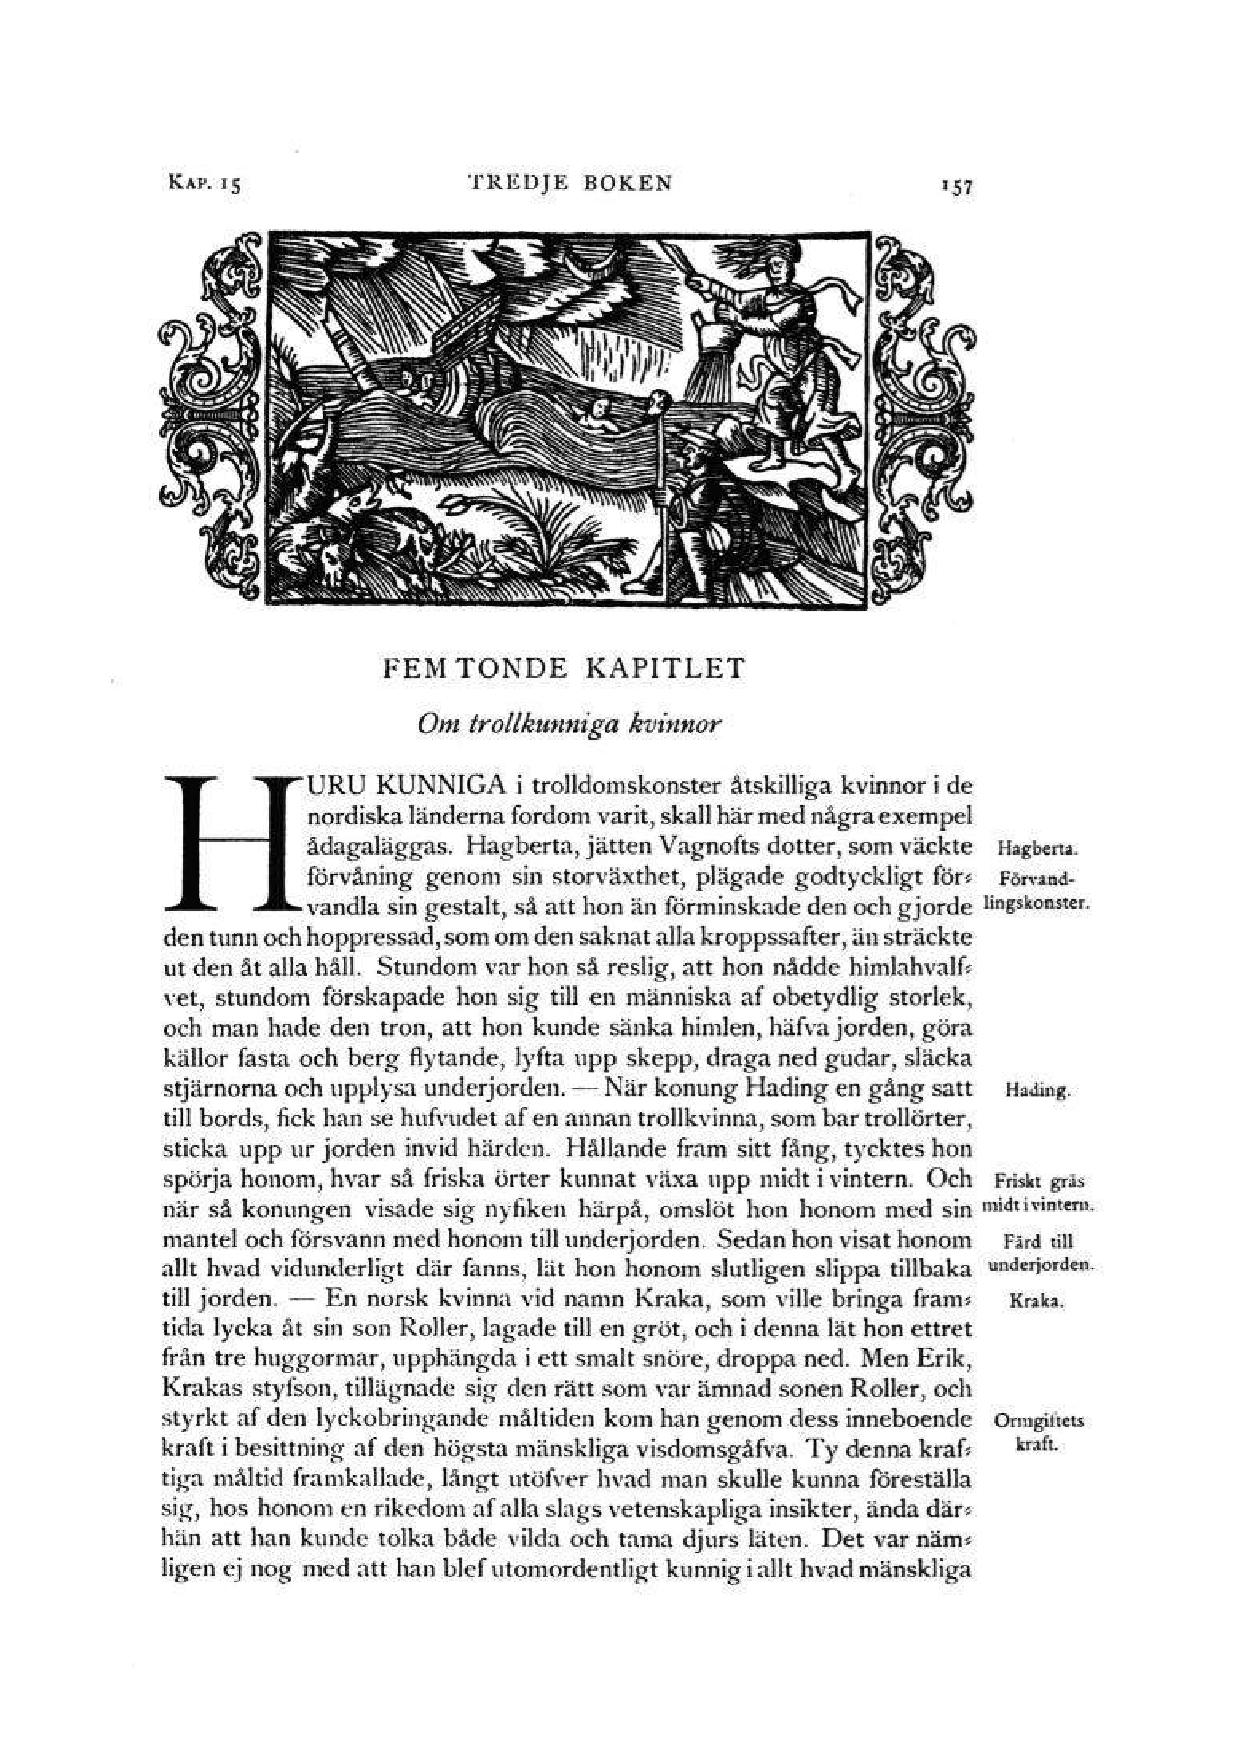 KAP. 15 TREDJE BOKEN 157
FEMTONDE KAPITLET
Om trollkunniga kvinnor
HURU KUNNIGA i trolldomskonster åtskilliga kvinnor i de
nordiska länderna fordom varit, skall här med några exempel
ådagaläggas. Hagberta, jätten Vagnofts dotter, som väckte
Hagberta.
förvåning genom sin storväxthet, plägade godtyckligt för-
Förvand-
vandla sin gestalt, så att hon än förminskade den och gjorde
lingskonster.
den tunn och hoppressad, som om den saknat alla kroppssafter, än sträckte
ut den åt alla håll. Stundom var hon så reslig, att hon nådde himlahvalf-
vet, stundom förskapade hon sig till en människa af obetydlig storlek,
och man hade den tron, att hon kunde sänka himlen, häfva jorden, göra
källor fasta och berg flytande, lyfta upp skepp, draga ned gudar, släcka
stjärnorna och upplysa underjorden. — När konung Hading en gång satt
Hading.
till bords, fick han se hufvudet af en annan trollkvinna, som bar trollörter,
sticka upp ur jorden invid härden. Hållande fram sitt fång, tycktes hon
spörja honom, hvar så friska örter kunnat växa upp midt i vintern. Och
Friskt gräs
när så konungen visade sig nyfiken härpå, omslöt hon honom med sin
midt i vintern.
mantel och försvann med honom till underjorden. Sedan hon visat honom
Färd till
allt hvad vidunderligt där fanns, lät hon honom slutligen slippa tillbaka
underjorden.
till jorden. — En norsk kvinna vid namn Kraka, som ville bringa fram-
Kraka.
tida lycka åt sin son Roller, lagade till en gröt, och i denna lät hon ettret
från tre huggormar, upphängda i ett smalt snöre, droppa ned. Men Erik,
Krakas styfson, tillägnade sig den rätt som var ämnad sonen Roller, och
styrkt af den lyckobringande måltiden kom han genom dess inneboende
Ormgiftets
kraft i besittning af den högsta mänskliga visdomsgåfva. Ty denna kraf-
kraft.
tiga måltid framkallade, långt utöfver hvad man skulle kunna föreställa
sig, hos honom en rikedom af alla slags vetenskapliga insikter, ända där-
hän att han kunde tolka både vilda och tama djurs läten. Det var näm-
ligen ej nog med att han blef utomordentligt kunnig i allt hvad mänskliga